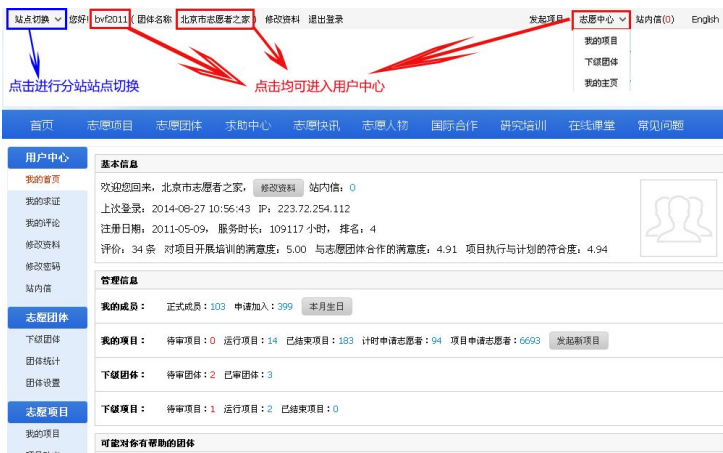 站点切换 您好! bvf2011 (团体名称 北京市志愿者之家) 修改资料 退出登录 发起项目 志愿中心 站内信(0) English
我的项目
下级团体
我的主页
点击进行分站站点切换
点击均可进入用户中心
首页 志愿项目 志愿团体 求助中心 志愿快讯 志愿人物 国际合作 研究培训 在线课堂 常见问题
用户中心
我的首页
我的求证
我的评论
修改资料
修改密码
站内信
志愿团体
下级团体
团体统计
团体设置
志愿项目
我的项目
基本信息
欢迎您回来, 北京市志愿者之家, 修改资料 站内信: 0
上次登录: 2014-08-27 10:56:43 IP: 223.72.254.112
注册日期: 2011-05-09, 服务时长: 109117 小时, 排名: 4
评价: 34 条 对项目开展培训的满意度: 5.00 与志愿团体合作的满意度: 4.91 项目执行与计划的符合度: 4.94
管理信息
我的成员: 正式成员: 103 申请加入: 399 本月生日
我的项目: 待审项目: 0 运行项目: 14 已结束项目: 183 计时申请志愿者: 94 项目申请志愿者: 6693 发起新项目
下级团体: 待审团体: 2 已审团体: 3
下级项目: 待审项目: 1 运行项目: 2 已结束项目: 0
可能对你有帮助的团体